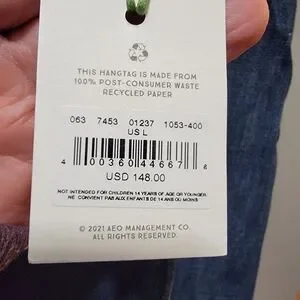 THIS HANGTAG IS MADE FROM
100% POST-CONSUMER WASTE
RECYCLED PAPER
063 7453 01237 1053-400
US L
4 00360 44667 8
USD 148.00
NOT INTENDED FOR CHILDREN 14 YEARS OF AGE OR YOUNGER.
NE CONVIENT PAS AUX ENFANTS DE 14 ANS OU MOINS
© 2021 AEO MANAGEMENT CO.
ALL RIGHTS RESERVED.